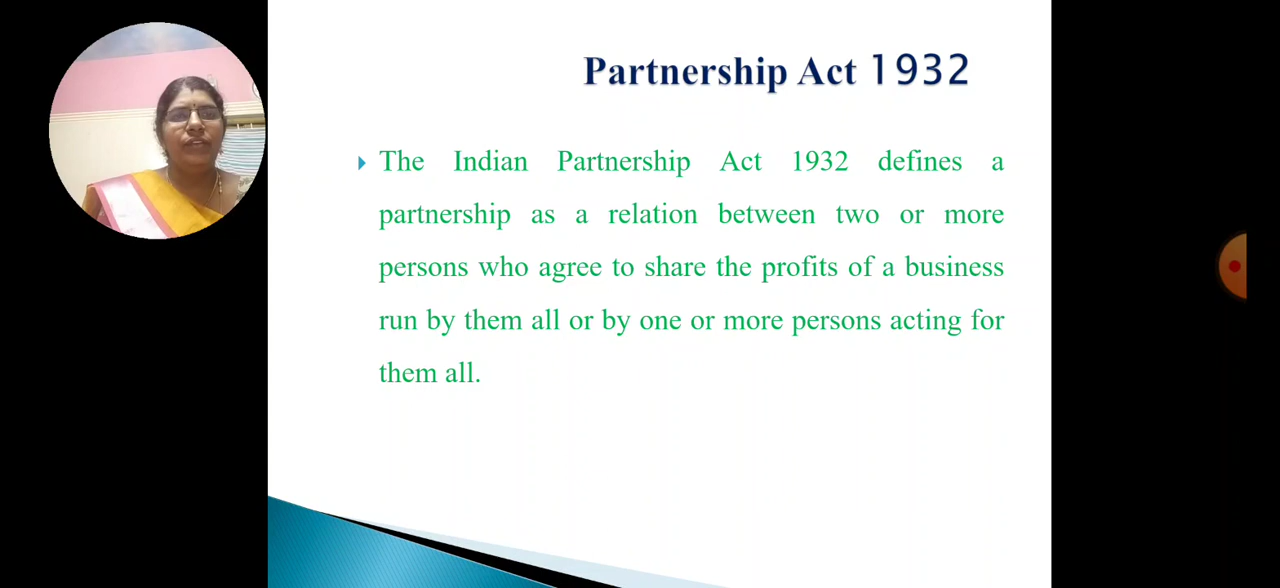 Partnership Act 1932
The Indian Partnership Act 1932 defines a
partnership as a relation between two or more
persons who agree to share the profits of a business
run by them all or by one or more persons acting for
them all.